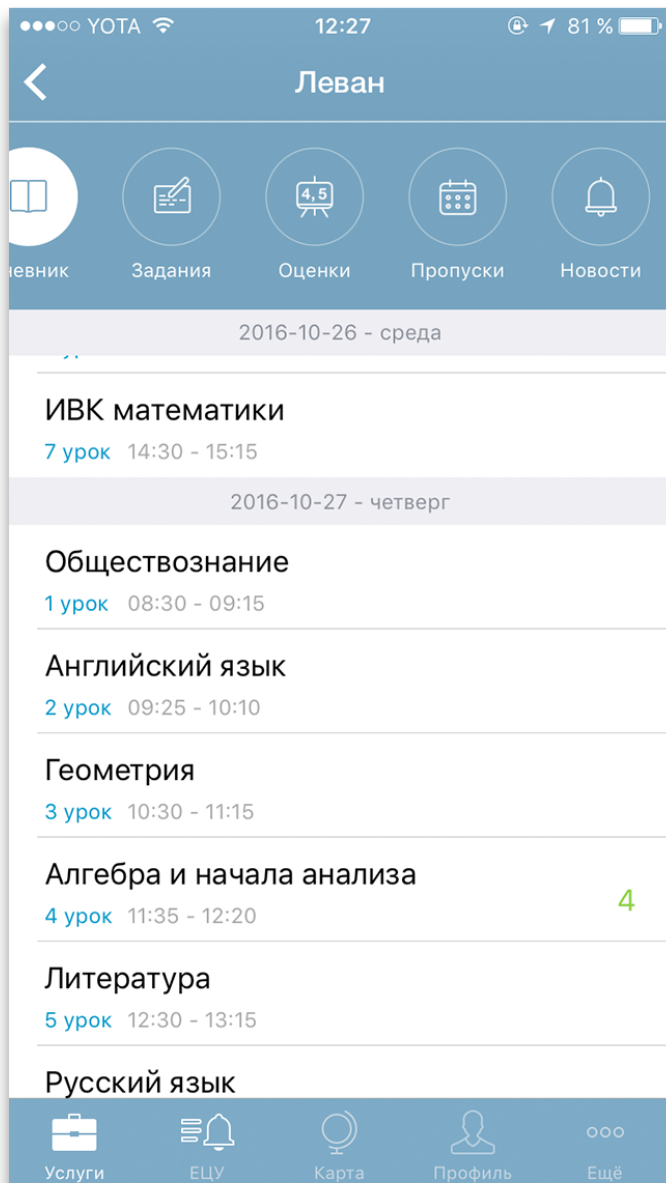 YOTA 12:27 81 %
Леван
4,5
невник Задания Оценки Пропуски Новости
2016-10-26 - среда
ИВК математики
7 урок 14:30 - 15:15
2016-10-27 - четверг
Обществознание
1 урок 08:30 - 09:15
Английский язык
2 урок 09:25 - 10:10
Геометрия
3 урок 10:30 - 11:15
Алгебра и начала анализа
4
4 урок 11:35 - 12:20
Литература
5 урок 12:30 - 13:15
Русский язык
Услуги ЕЦУ Карта Профиль Ещё